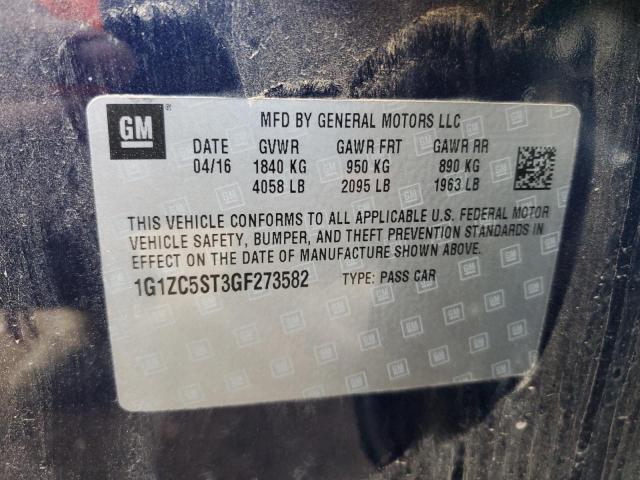 GM ® MFD BY GENERAL MOTORS LLC
DATE GVWR GAWR FRT GAWR RR
04/16 1840 KG 950 KG 890 KG
4058 LB 2095 LB 1963 LB
THIS VEHICLE CONFORMS TO ALL APPLICABLE U.S. FEDERAL MOTOR
VEHICLE SAFETY, BUMPER, AND THEFT PREVENTION STANDARDS IN
EFFECT ON THE DATE OF MANUFACTURE SHOWN ABOVE.
1G1ZC5ST3GF273582 TYPE: PASS CAR